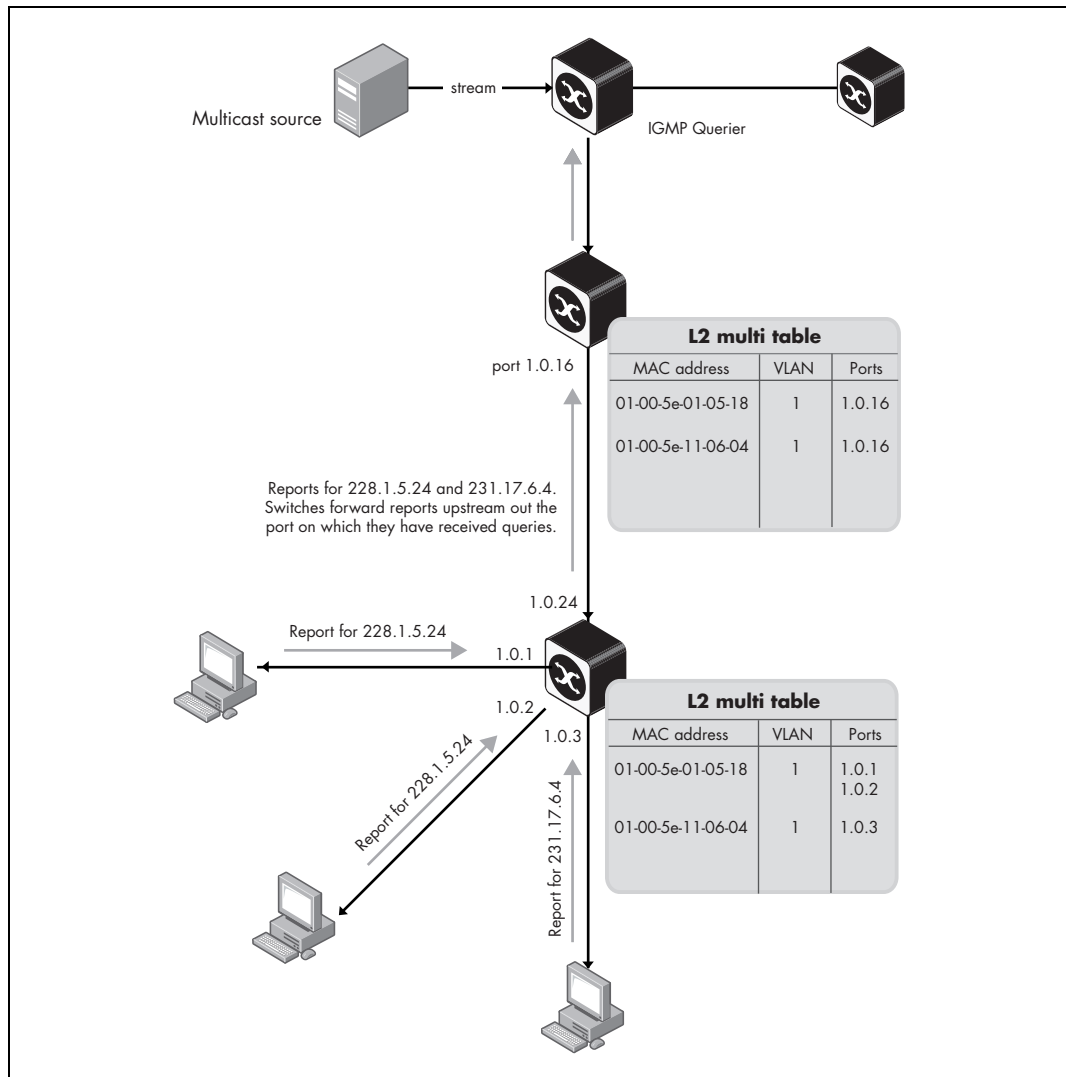 stream
Multicast source
IGMP Querier
port 1.0.16
L2 multi table
MAC address VLAN Ports
01-00-5e-01-05-18 1 1.0.16
01-00-5e-11-06-04 1 1.0.16
Reports for 228.1.5.24 and 231.17.6.4.
Switches forward reports upstream out the
port on which they have received queries.
1.0.24
Report for 228.1.5.24
1.0.1
1.0.2
1.0.3
Report for 228.1.5.24
Report for 231.17.6.4
L2 multi table
MAC address VLAN Ports
01-00-5e-01-05-18 1 1.0.1
1.0.2
01-00-5e-11-06-04 1 1.0.3